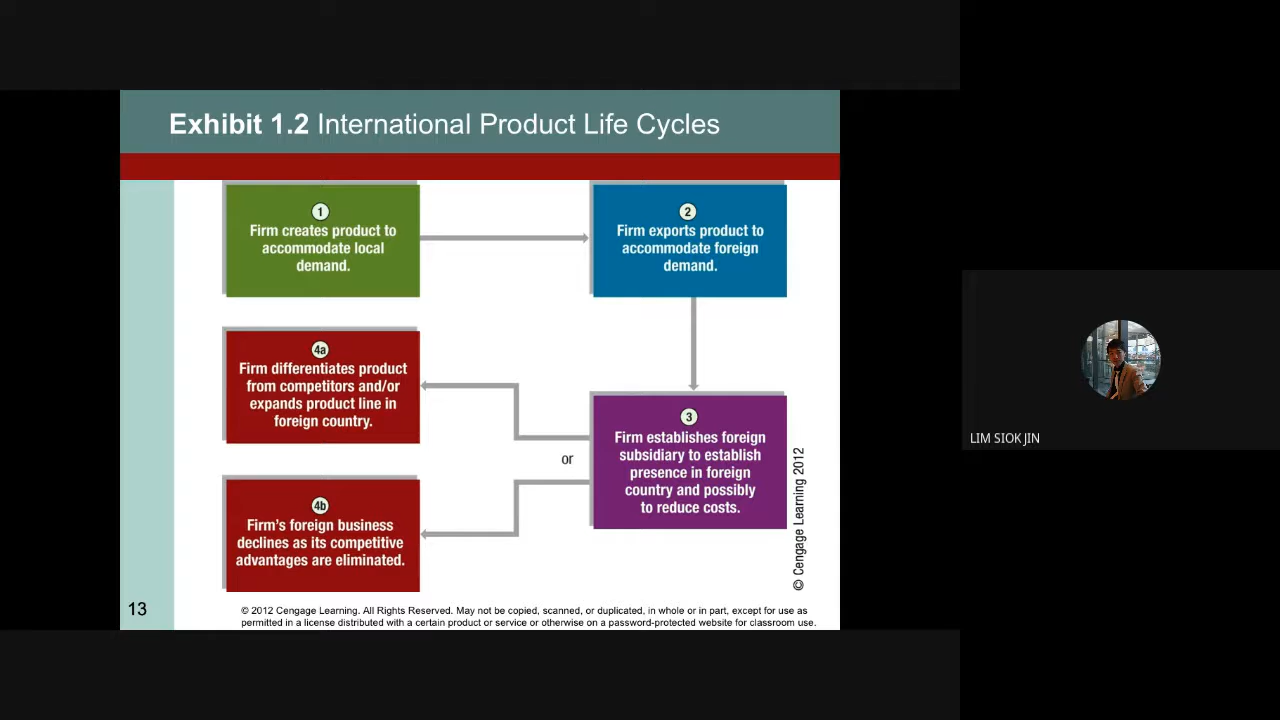 Exhibit 1.2 International Product Life Cycles
1
Firm creates product to
accommodate local
demand.
2
Firm exports product to
accommodate foreign
demand.
3
Firm establishes foreign
subsidiary to establish
presence in foreign
country and possibly
to reduce costs.
4a
Firm differentiates product
from competitors and/or
expands product line in
foreign country.
or
4b
Firm's foreign business
declines as its competitive
advantages are eliminated.
© Cengage Learning 2012
13
© 2012 Cengage Learning. All Rights Reserved. May not be copied, scanned, or duplicated, in whole or in part, except for use as
permitted in a license distributed with a certain product or service or otherwise on a password-protected website for classroom use.
LIM SIOK JIN